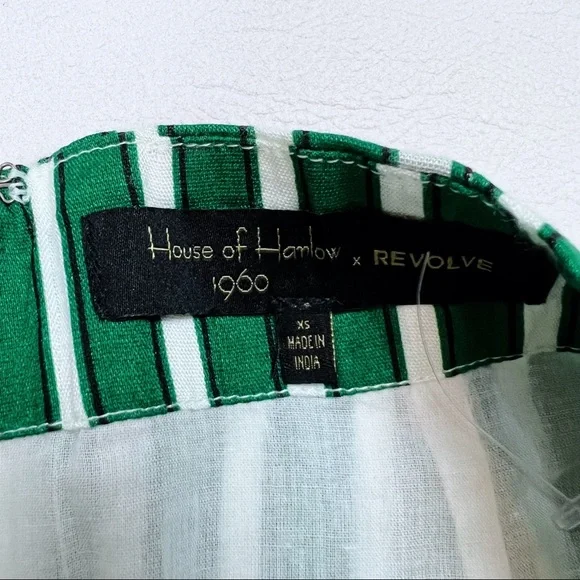 House of Harlow x REVOLVE
1960
XS
MADE IN
INDIA